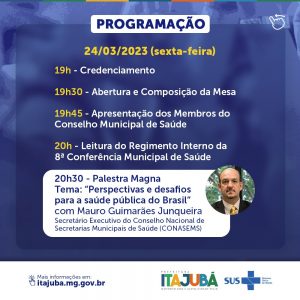 PROGRAMAÇÃO
24/03/2023 (sexta-feira)
19h - Credenciamento
19h30 - Abertura e Composição da Mesa
19h45 - Apresentação dos Membros do
Conselho Municipal de Saúde
20h - Leitura do Regimento Interno da
8ª Conferência Municipal de Saúde
20h30 - Palestra Magna
Tema: “Perspectivas e desafios
para a saúde pública do Brasil”
com Mauro Guimarães Junqueira
Secretário Executivo do Conselho Nacional de
Secretarias Municipais de Saúde (CONASEMS)
Mais informações em:
itajuba.mg.gov.br
PREFEITURA
ITAJUBÁ
SUS